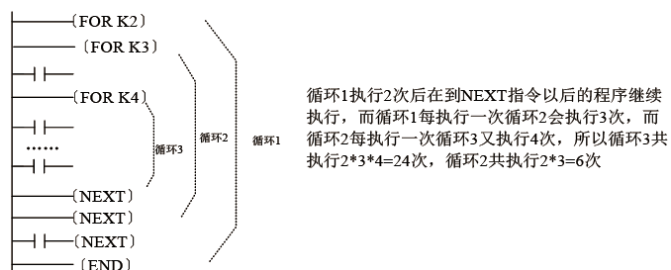 〔FOR K2〕
〔FOR K3〕
〔FOR K4〕
……
循环3
循环2
循环1
〔NEXT〕
〔NEXT〕
〔NEXT〕
〔END〕
循环1执行2次后在到NEXT指令以后的程序继续
执行，而循环1每执行一次循环2会执行3次，而
循环2每执行一次循环3又执行4次，所以循环3共
执行2*3*4=24次，循环2共执行2*3=6次